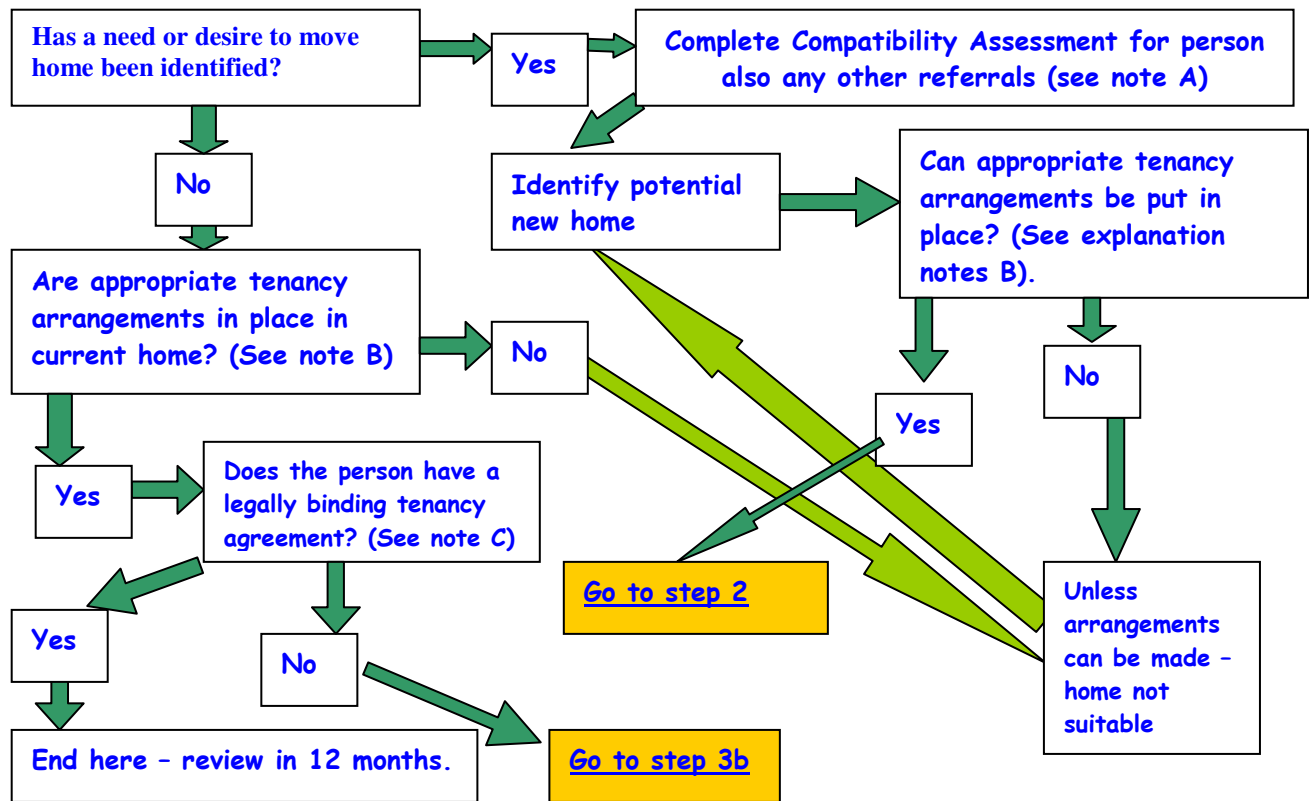 Has a need or desire to move
home been identified?
Yes
Complete Compatibility Assessment for person
also any other referrals (see note A)
No
Identify potential
new home
Can appropriate tenancy
arrangements be put in
place? (See explanation
notes B).
Are appropriate tenancy
arrangements in place in
current home? (See note B)
No
Yes
No
Yes
Does the person have a
legally binding tenancy
agreement? (See note C)
Go to step 2
Unless
arrangements
can be made –
home not
suitable
Yes
No
End here – review in 12 months.
Go to step 3b